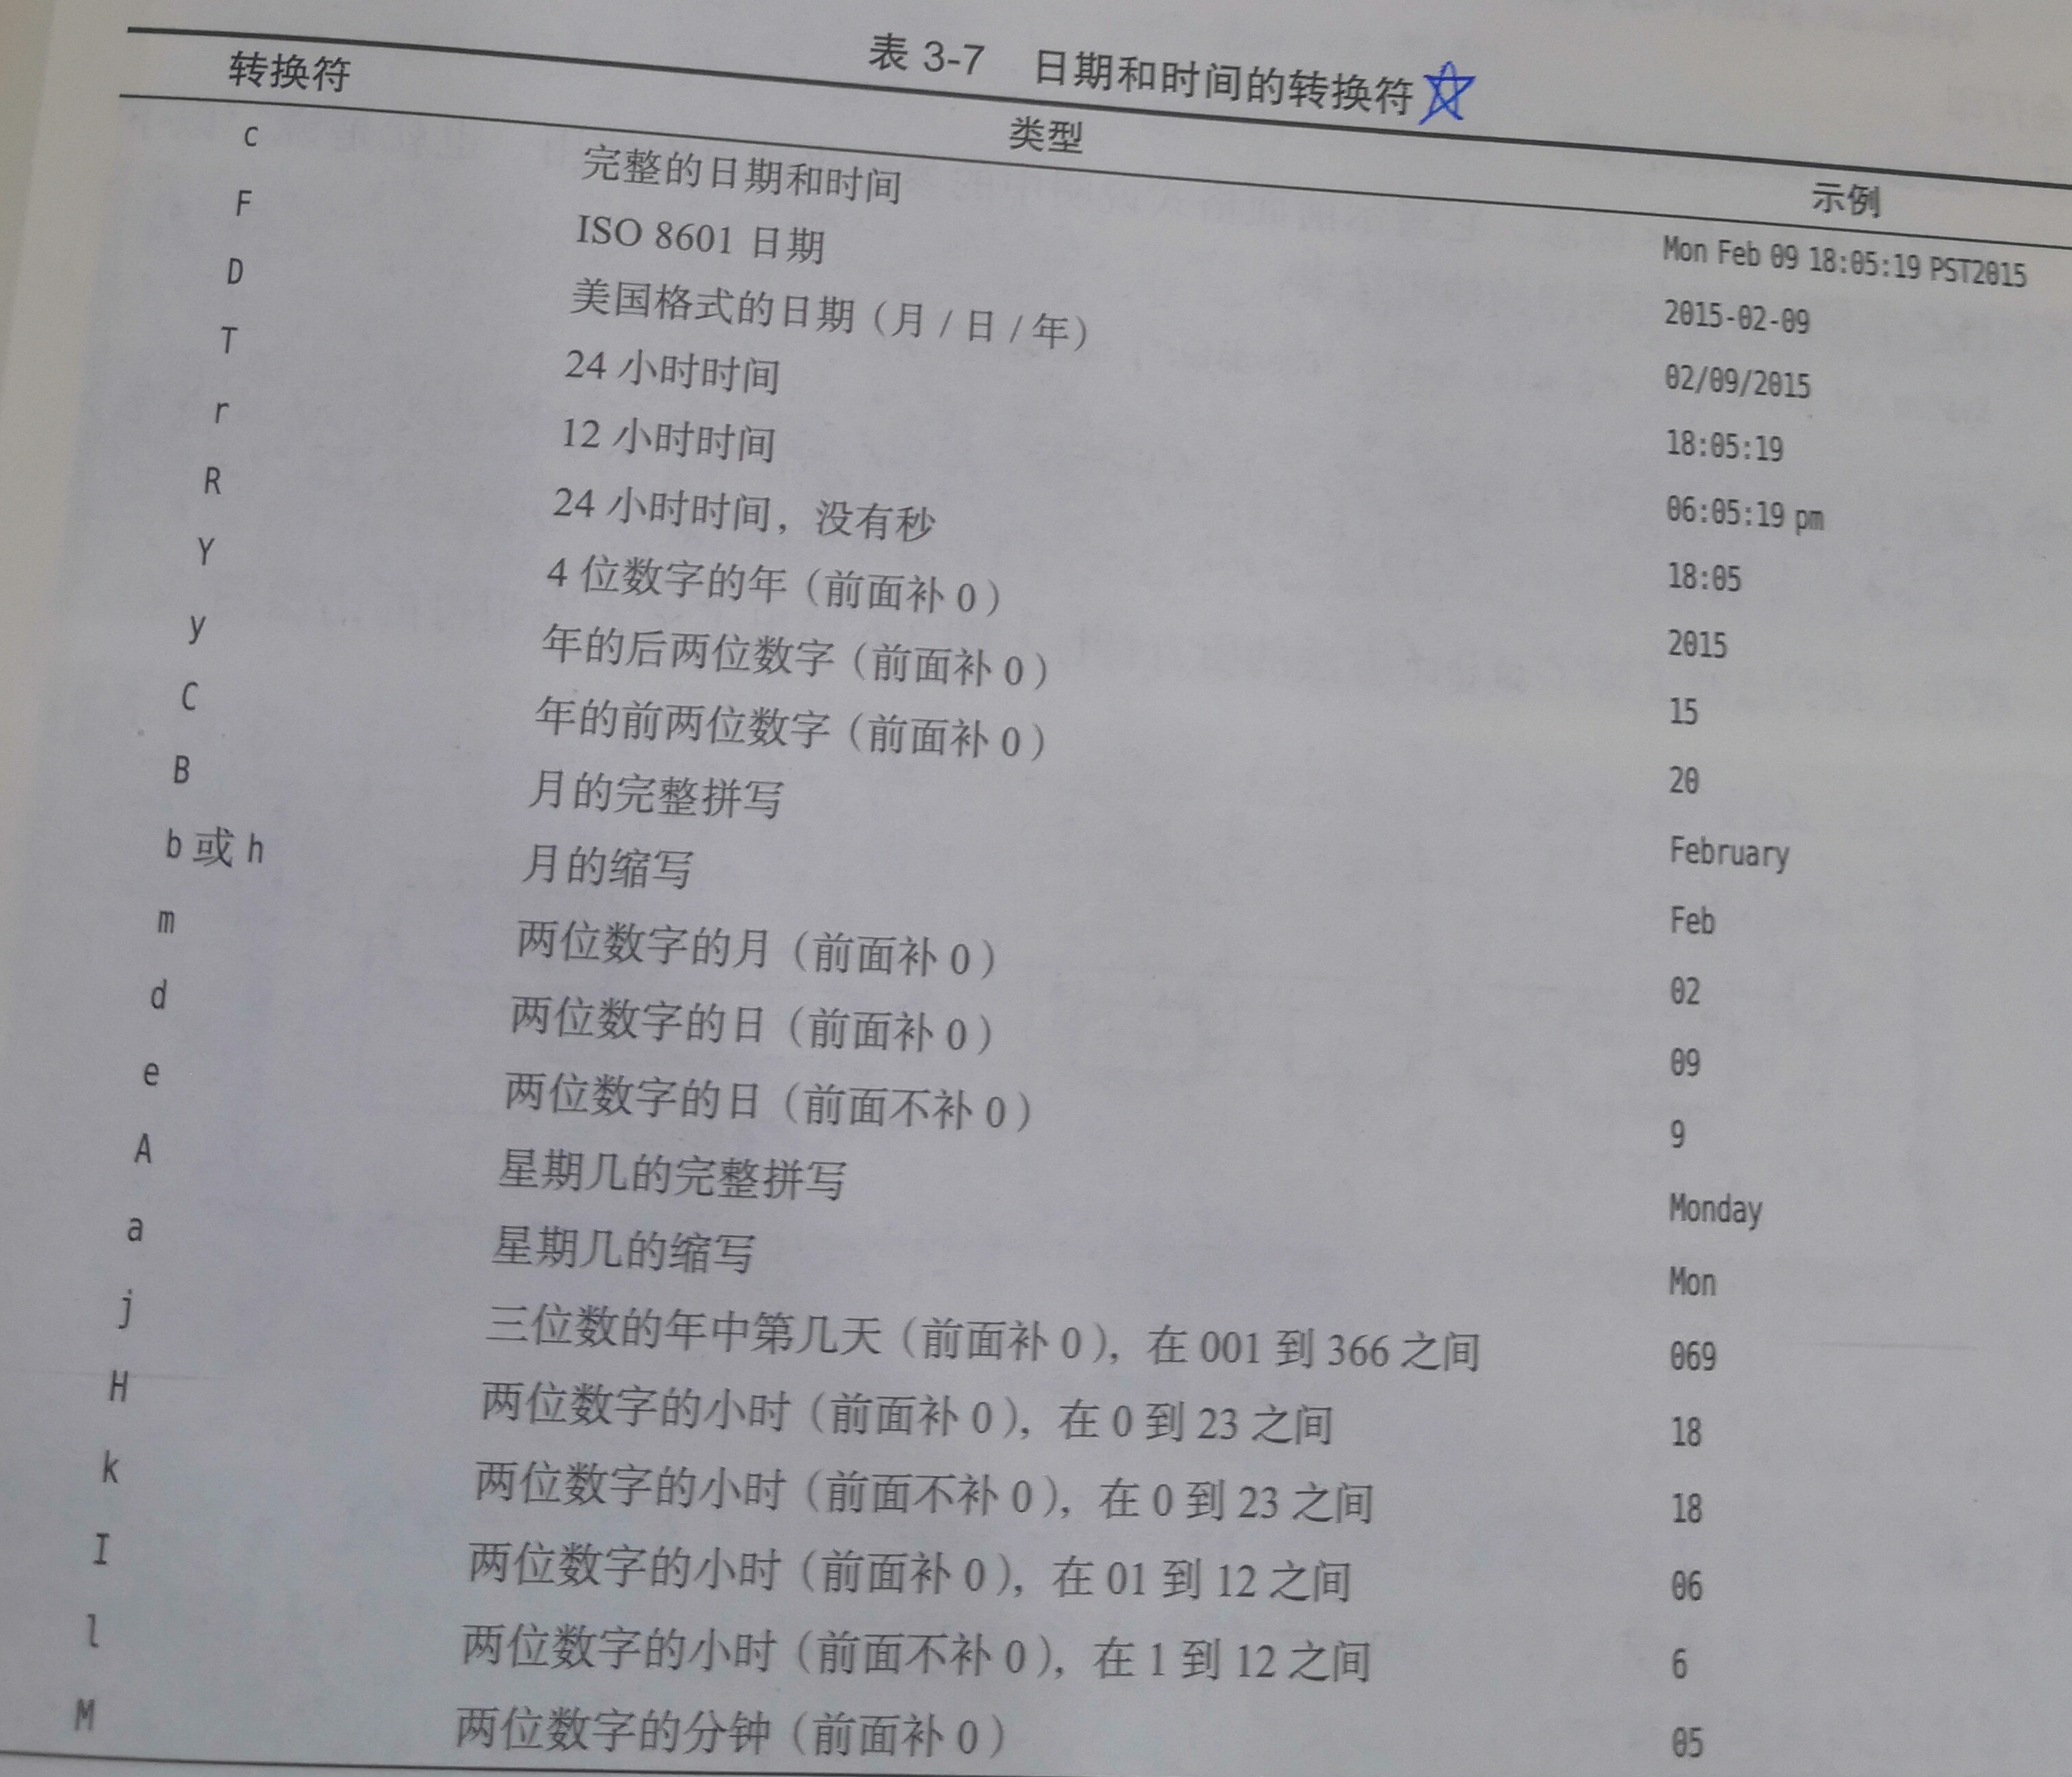 表 3-7 日期和时间的转换符
转换符 类型 示例
c 完整的日期和时间 Mon Feb 09 18:05:19 PST2015
F ISO 8601 日期 2015-02-09
D 美国格式的日期（月 / 日 / 年） 02/09/2015
T 24 小时时间 18:05:19
r 12 小时时间 06:05:19 pm
R 24 小时时间，没有秒 18:05
Y 4 位数字的年（前面补 0） 2015
y 年的后两位数字（前面补 0） 15
C 年的前两位数字（前面补 0） 20
B 月的完整拼写 February
b 或 h 月的缩写 Feb
m 两位数字的月（前面补 0） 02
d 两位数字的日（前面补 0） 09
e 两位数字的日（前面不补 0） 9
A 星期几的完整拼写 Monday
a 星期几的缩写 Mon
j 三位数的年中第几天（前面补 0），在 001 到 366 之间 069
H 两位数字的小时（前面补 0），在 0 到 23 之间 18
k 两位数字的小时（前面不补 0），在 0 到 23 之间 18
I 两位数字的小时（前面补 0），在 01 到 12 之间 06
l 两位数字的小时（前面不补 0），在 1 到 12 之间 6
M 两位数字的分钟（前面补 0） 05